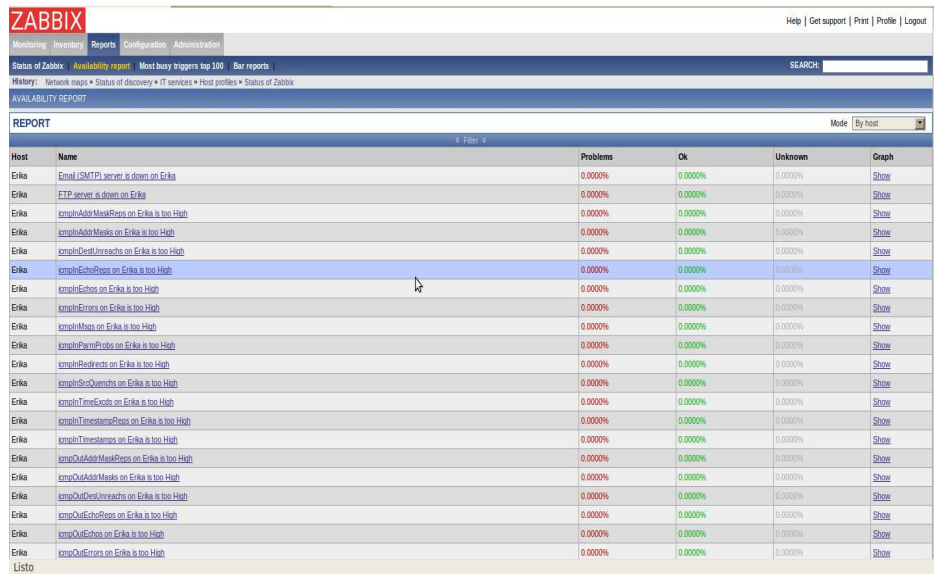 ZABBIX
Help | Get support | Print | Profile | Logout
Monitoring Inventory Reports Configuration Administration
Status of Zabbix | Availability report | Most busy triggers top 100 | Bar reports | SEARCH:
History: Network maps » Status of discovery » IT services » Host profiles » Status of Zabbix
AVAILABILITY REPORT
REPORT Mode By host
Filter
Host Name Problems Ok Unknown Graph
Erika Email (SMTP) server is down on Erika 0.0000% 0.0000% 0.0000% Show
Erika FTP server is down on Erika 0.0000% 0.0000% 0.0000% Show
Erika icmpInAddrMaskReps on Erika is too High 0.0000% 0.0000% 0.0000% Show
Erika icmpInAddrMasks on Erika is too High 0.0000% 0.0000% 0.0000% Show
Erika icmpInDestUnreachs on Erika is too High 0.0000% 0.0000% 0.0000% Show
Erika icmpInEchoReps on Erika is too High 0.0000% 0.0000% 0.0000% Show
Erika icmpInEchos on Erika is too High 0.0000% 0.0000% 0.0000% Show
Erika icmpInErrors on Erika is too High 0.0000% 0.0000% 0.0000% Show
Erika icmpInMsgs on Erika is too High 0.0000% 0.0000% 0.0000% Show
Erika icmpInParmProbs on Erika is too High 0.0000% 0.0000% 0.0000% Show
Erika icmpInRedirects on Erika is too High 0.0000% 0.0000% 0.0000% Show
Erika icmpInSrcQuenchs on Erika is too High 0.0000% 0.0000% 0.0000% Show
Erika icmpInTimeExcds on Erika is too High 0.0000% 0.0000% 0.0000% Show
Erika icmpInTimestampReps on Erika is too High 0.0000% 0.0000% 0.0000% Show
Erika icmpInTimestamps on Erika is too High 0.0000% 0.0000% 0.0000% Show
Erika icmpOutAddrMaskReps on Erika is too High 0.0000% 0.0000% 0.0000% Show
Erika icmpOutAddrMasks on Erika is too High 0.0000% 0.0000% 0.0000% Show
Erika icmpOutDesUnreachs on Erika is too High 0.0000% 0.0000% 0.0000% Show
Erika icmpOutEchoReps on Erika is too High 0.0000% 0.0000% 0.0000% Show
Erika icmpOutEchos on Erika is too High 0.0000% 0.0000% 0.0000% Show
Erika icmpOutErrors on Erika is too High 0.0000% 0.0000% 0.0000% Show
Listo